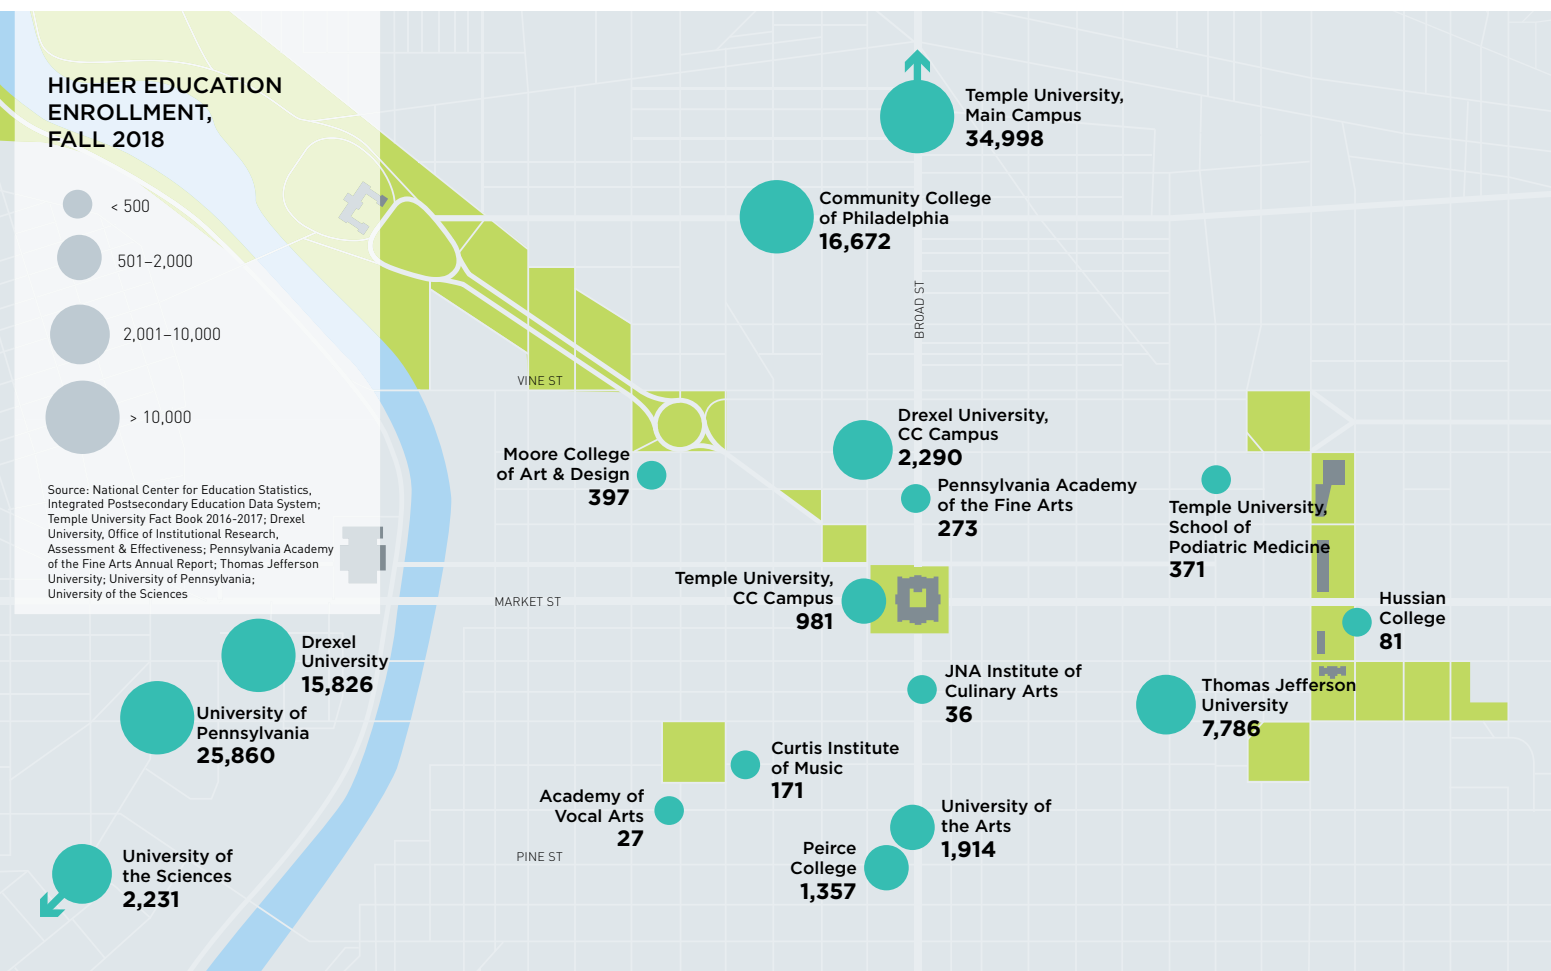 HIGHER EDUCATION
ENROLLMENT,
FALL 2018
< 500
501–2,000
2,001–10,000
> 10,000
Source: National Center for Education Statistics,
Integrated Postsecondary Education Data System;
Temple University Fact Book 2016-2017; Drexel
University, Office of Institutional Research,
Assessment & Effectiveness; Pennsylvania Academy
of the Fine Arts Annual Report; Thomas Jefferson
University; University of Pennsylvania;
University of the Sciences
Temple University,
Main Campus
34,998
Community College
of Philadelphia
16,672
BROAD ST
VINE ST
Drexel University,
CC Campus
2,290
Moore College
of Art & Design
397
Pennsylvania Academy
of the Fine Arts
273
Temple University,
School of
Podiatric Medicine
371
Temple University,
CC Campus
981
MARKET ST
Hussian
College
81
Drexel
University
15,826
University of
Pennsylvania
25,860
JNA Institute of
Culinary Arts
36
Thomas Jefferson
University
7,786
Curtis Institute
of Music
171
Academy of
Vocal Arts
27
University of
the Arts
1,914
PINE ST
Peirce
College
1,357
University of
the Sciences
2,231